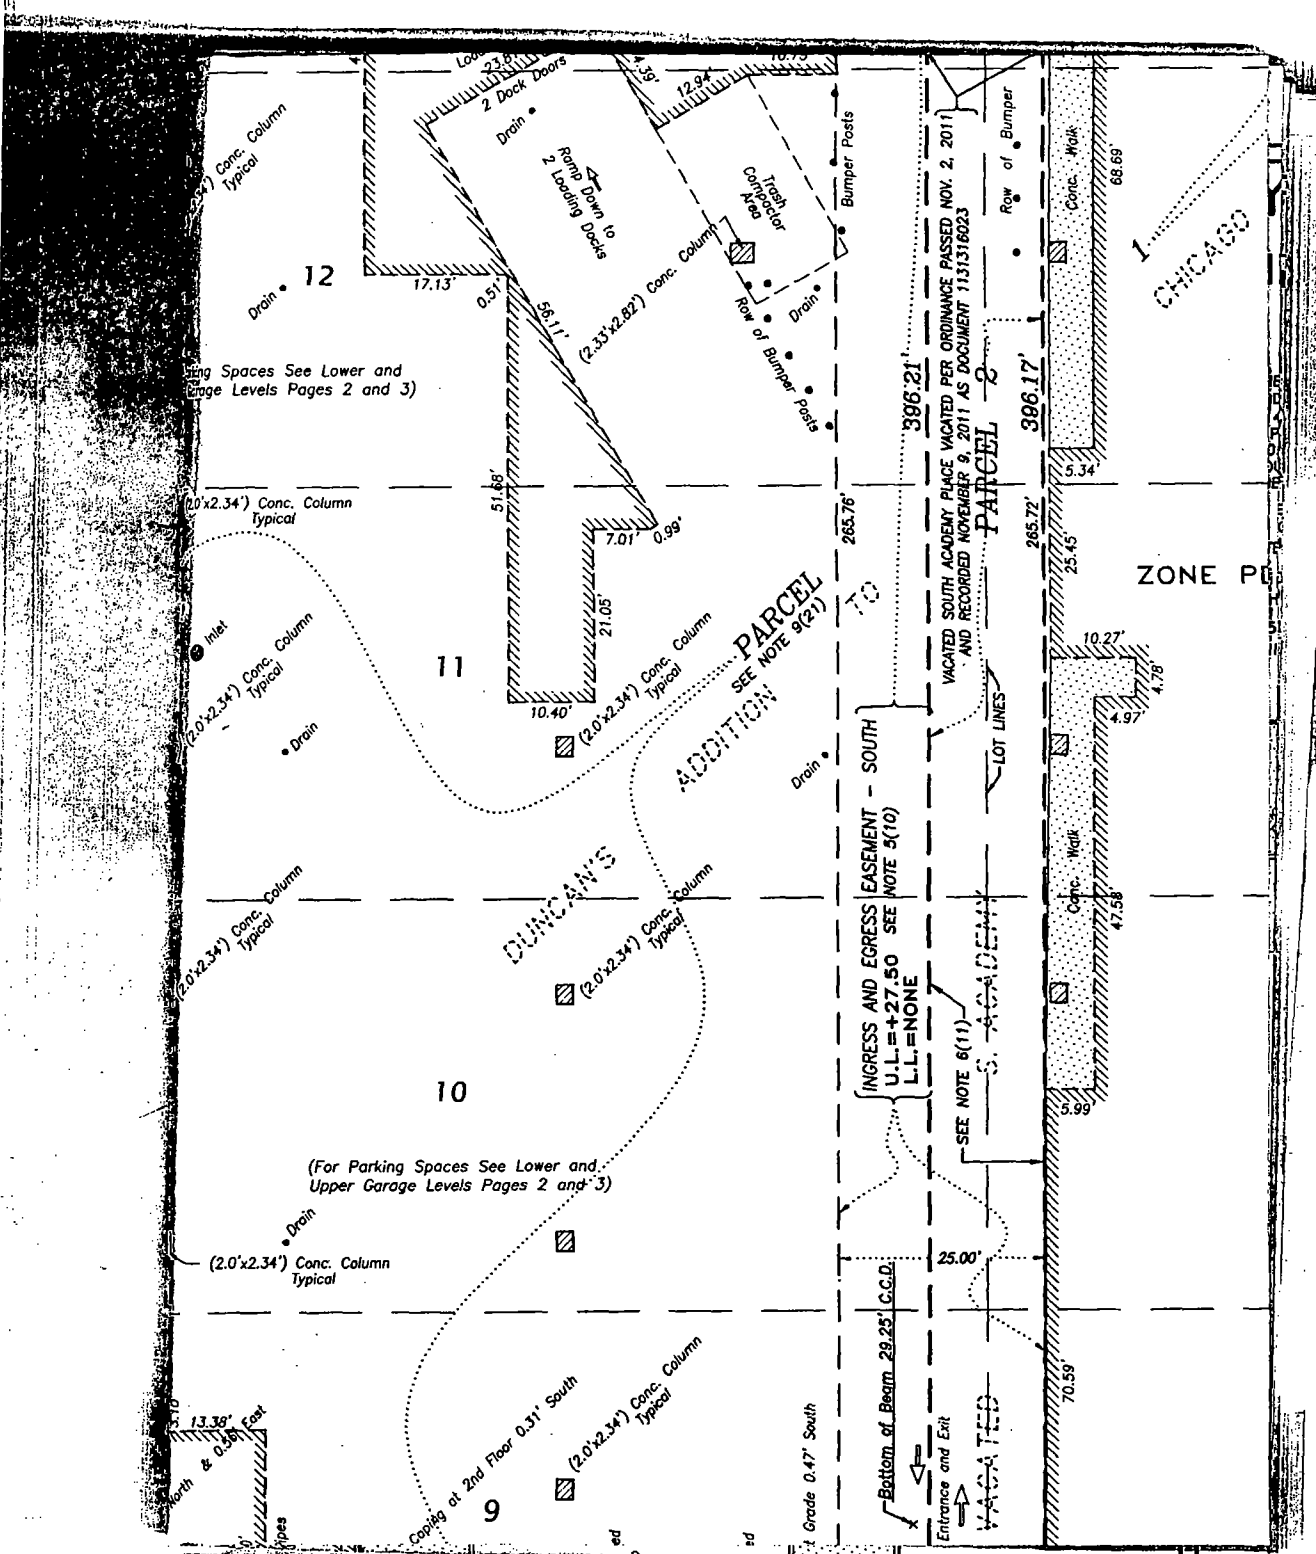 23.8
2 Dock Doors
Drain
Ramp Down to
2 Loading Docks
12.94'
Trash
Compactor
Area
Bumper Posts
4') Conc. Column
Typical
12
Drain
17.13'
0.51'
56.11'
(2.33'x2.82') Conc. Column
Row of Bumper Posts
Drain
ing Spaces See Lower and
age Levels Pages 2 and 3)
396.21'
VACATED SOUTH ACADEMY PLACE VACATED PER ORDINANCE PASSED NOV. 2, 2011
AND RECORDED NOVEMBER 9, 2011 AS DOCUMENT 1131316023
PARCEL 2
396.17'
Row of Bumper
Conc. Walk
68.69'
1
CHICAGO
5.34'
51.68'
7.01'
0.99'
265.76'
265.72'
25.45'
(2.0'x2.34') Conc. Column
Typical
ZONE
Inlet
(2.0'x2.34') Conc. Column
Typical
11
21.05'
10.40'
(2.0'x2.34') Conc. Column
Typical
PARCEL
SEE NOTE 9(21)
TO
ADDITION
10.27'
4.78'
4.97'
LOT LINES
Drain
Drain
DUNCAN'S
INGRESS AND EGRESS EASEMENT - SOUTH
U.L.=+27.50 SEE NOTE 5(10)
L.L.=NONE
Conc. Walk
47.58'
(2.0'x2.34') Conc. Column
Typical
(2.0'x2.34') Conc. Column
Typical
S. ACADEMY
SEE NOTE 6(11)
10
5.99'
(For Parking Spaces See Lower and
Upper Garage Levels Pages 2 and 3)
Drain
(2.0'x2.34') Conc. Column
Typical
25.00'
Bottom of Beam 29.25' C.C.D.
70.59'
13.38'
North & 0.56' East
Coping at 2nd Floor 0.31' South
(2.0'x2.34') Conc. Column
Typical
9
Grade 0.47' South
Entrance and Exit
VACATED